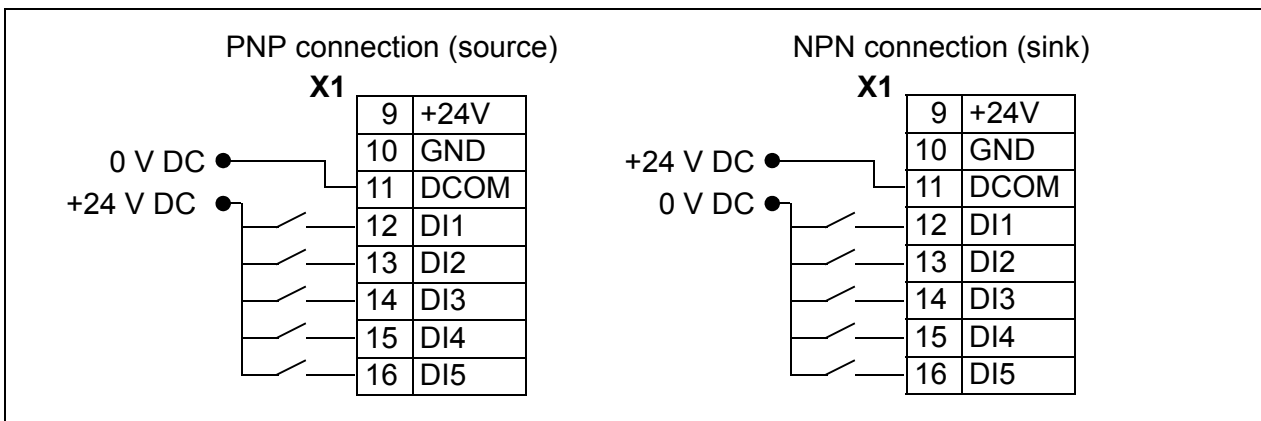 PNP connection (source)
X1
9 +24V
10 GND
11 DCOM
12 DI1
13 DI2
14 DI3
15 DI4
16 DI5
0 V DC
+24 V DC
NPN connection (sink)
X1
9 +24V
10 GND
11 DCOM
12 DI1
13 DI2
14 DI3
15 DI4
16 DI5
+24 V DC
0 V DC